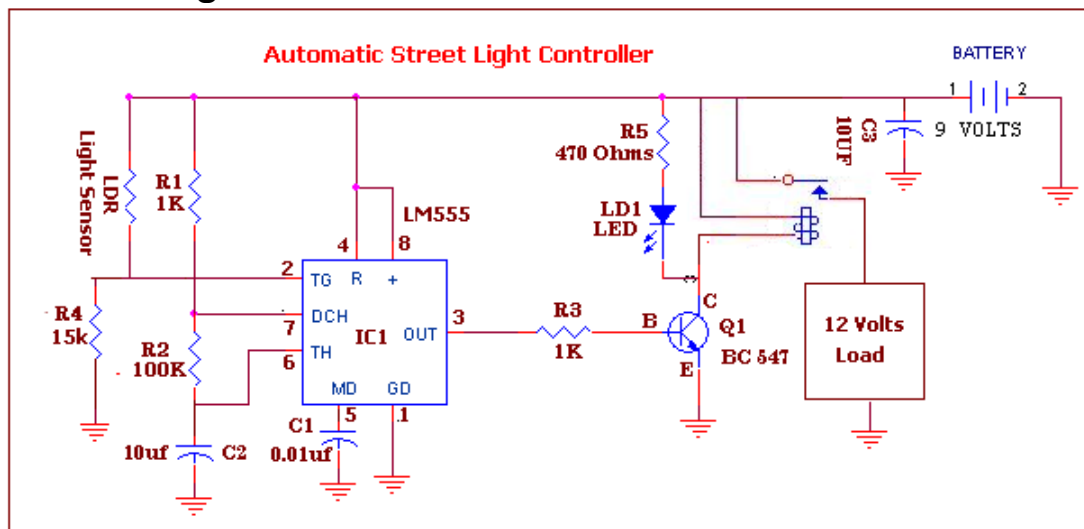 Automatic Street Light Controller
BATTERY
1
2
9 VOLTS
C3
10UF
Light Sensor
LDR
R1
1K
R5
470 Ohms
LD1
LED
LM555
4
8
2
TG
R
+
7
DCH
6
TH
IC1
OUT
3
MD
GD
5
1
R4
15k
R2
100K
10uf
C2
C1
0.01uf
R3
1K
B
C
E
Q1
BC 547
3
12 Volts
Load